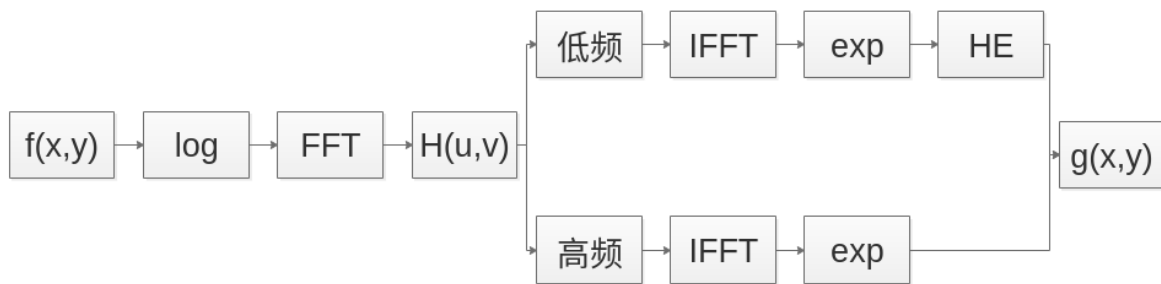 低频
IFFT
exp
HE
f(x,y)
log
FFT
H(u,v)
g(x,y)
高频
IFFT
exp